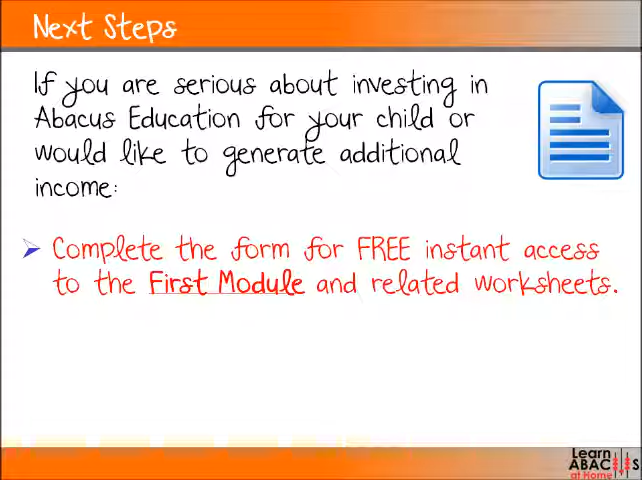 Next Steps
If you are serious about investing in
Abacus Education for your child or
would like to generate additional
income:
Complete the form for FREE instant access
to the First Module and related worksheets.
Learn
ABACUS
at Home